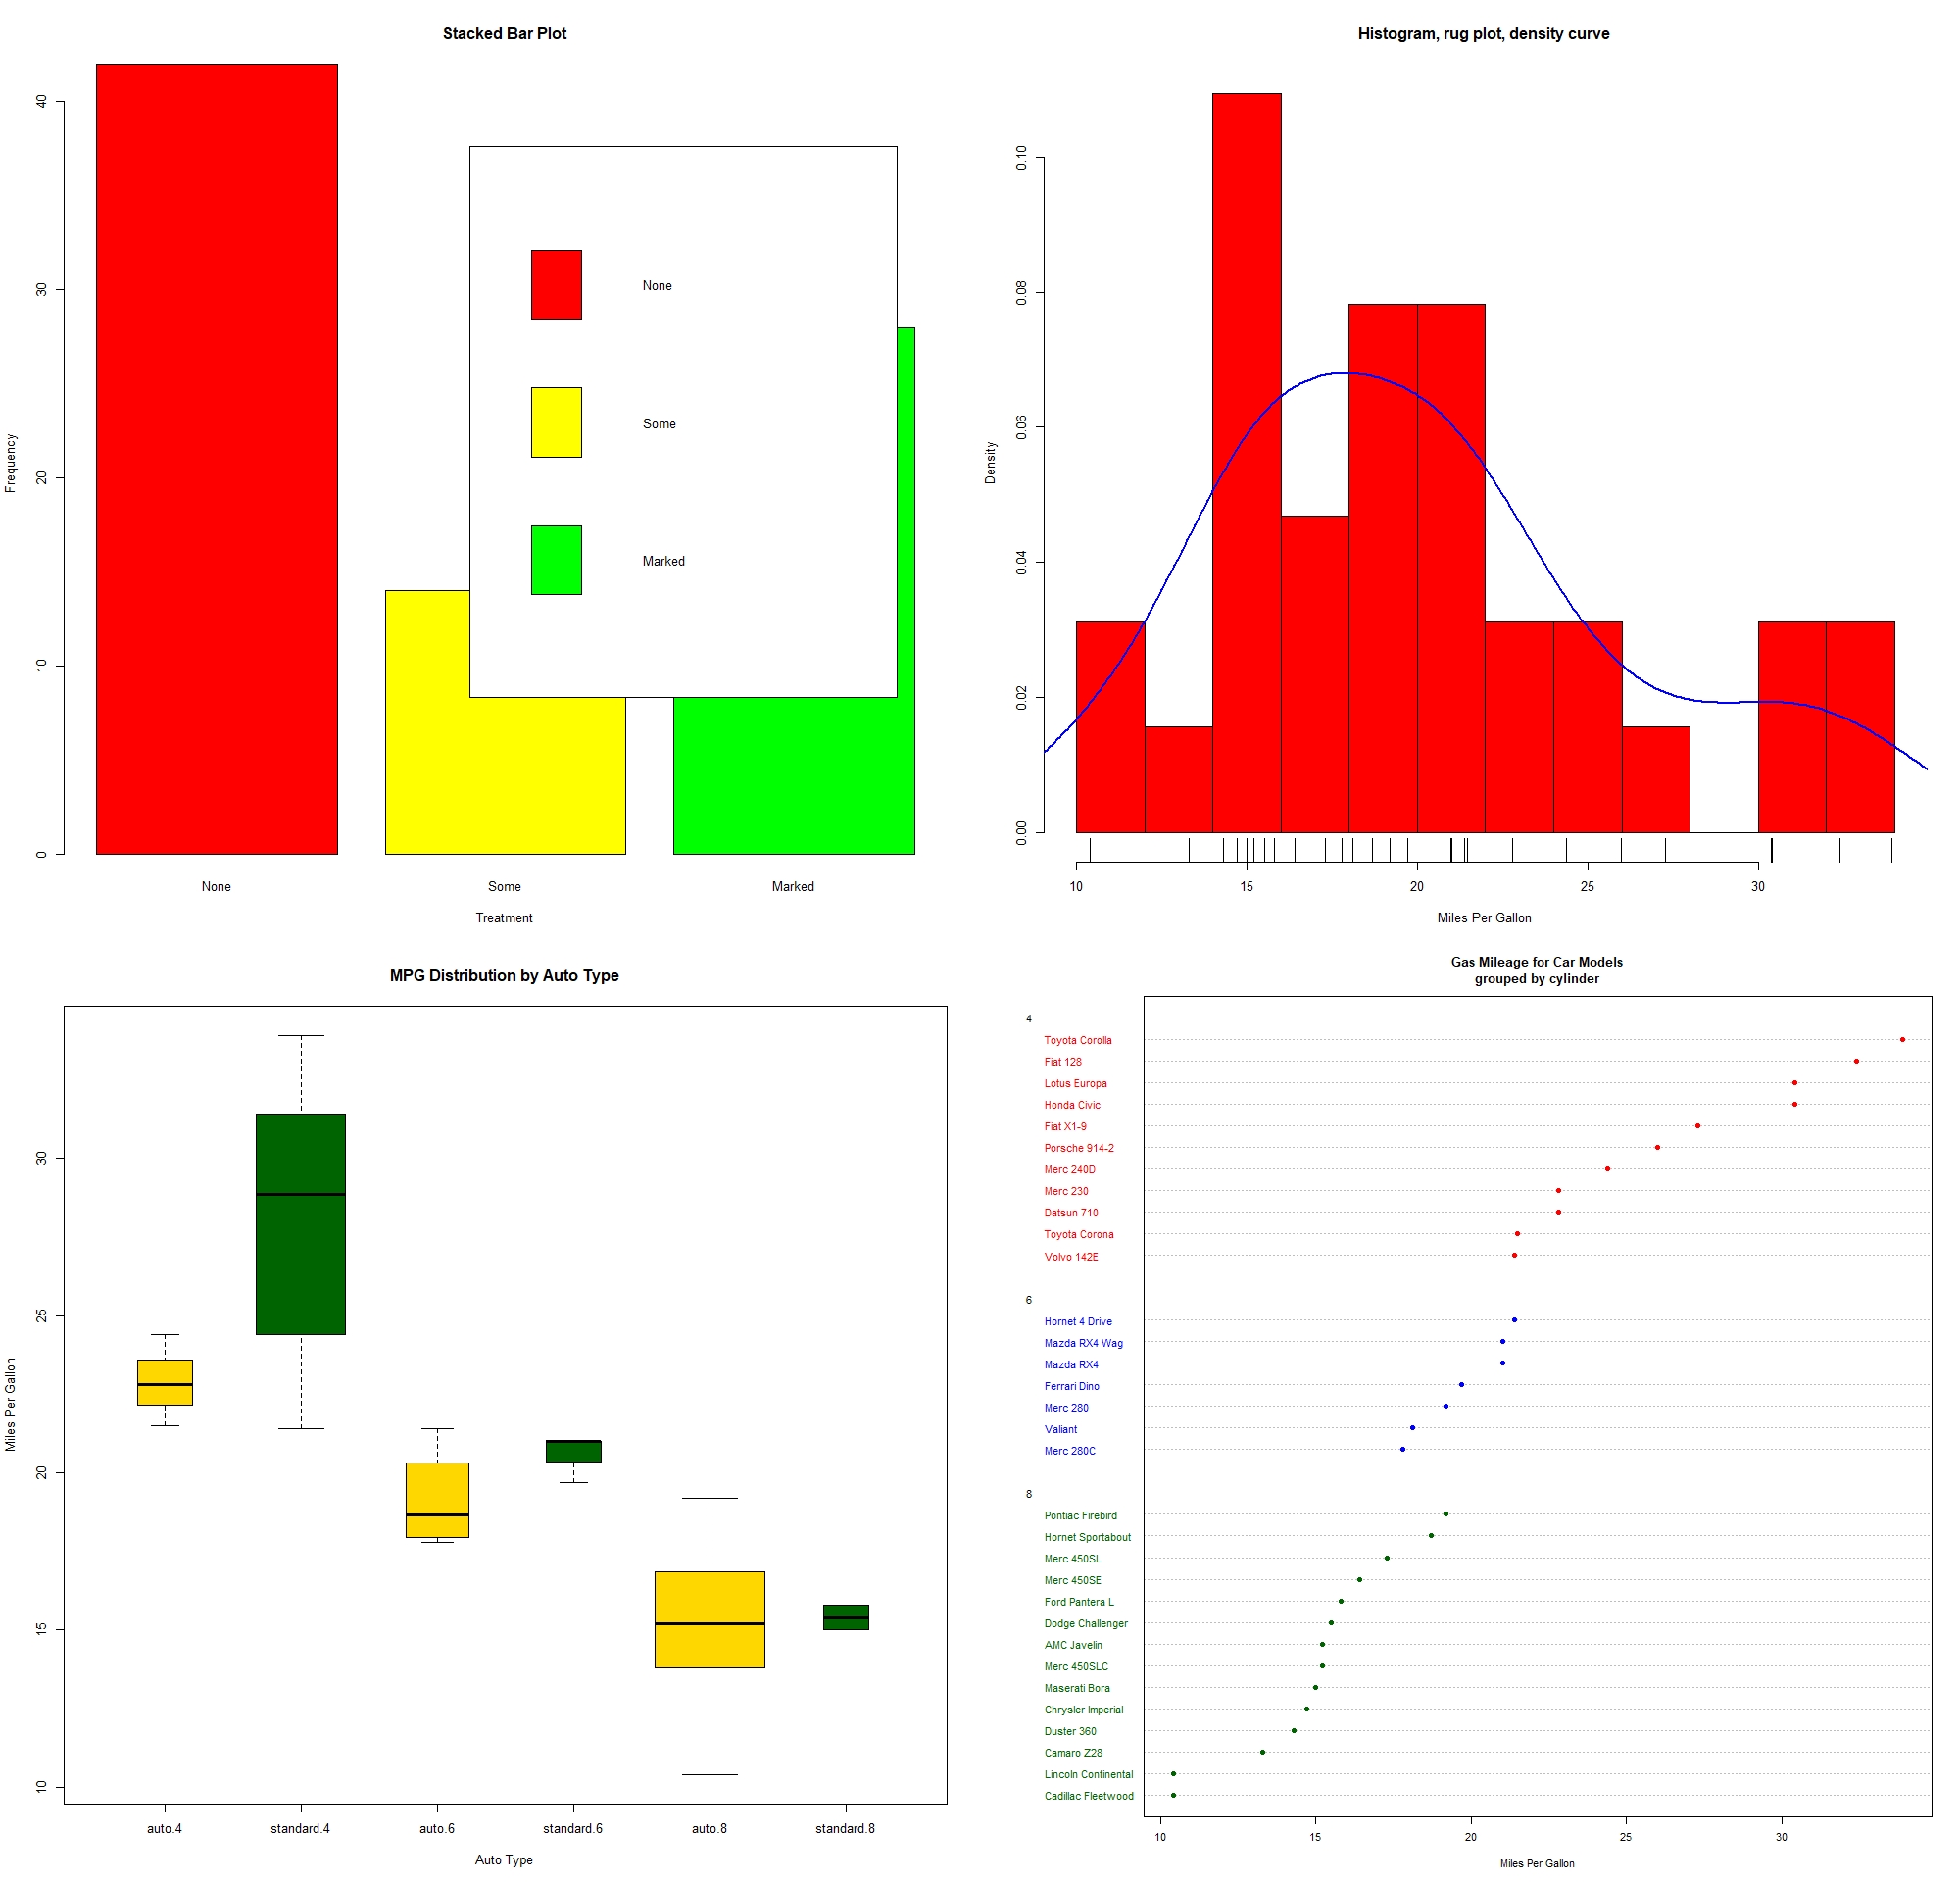 Stacked Bar Plot
40
30
20
10
0
Frequency
None
Some
Marked
None
Some
Marked
Treatment
Histogram, rug plot, density curve
0.10
0.08
0.06
0.04
0.02
0.00
Density
10 15 20 25 30
Miles Per Gallon
MPG Distribution by Auto Type
30
25
20
15
10
Miles Per Gallon
auto.4 standard.4 auto.6 standard.6 auto.8 standard.8
Auto Type
Gas Mileage for Car Models
grouped by cylinder
4
Toyota Corolla
Fiat 128
Lotus Europa
Honda Civic
Fiat X1-9
Porsche 914-2
Merc 240D
Merc 230
Datsun 710
Toyota Corona
Volvo 142E
6
Hornet 4 Drive
Mazda RX4 Wag
Mazda RX4
Ferrari Dino
Merc 280
Valiant
Merc 280C
8
Pontiac Firebird
Hornet Sportabout
Merc 450SL
Merc 450SE
Ford Pantera L
Dodge Challenger
AMC Javelin
Merc 450SLC
Maserati Bora
Chrysler Imperial
Duster 360
Camaro Z28
Lincoln Continental
Cadillac Fleetwood
10 15 20 25 30
Miles Per Gallon